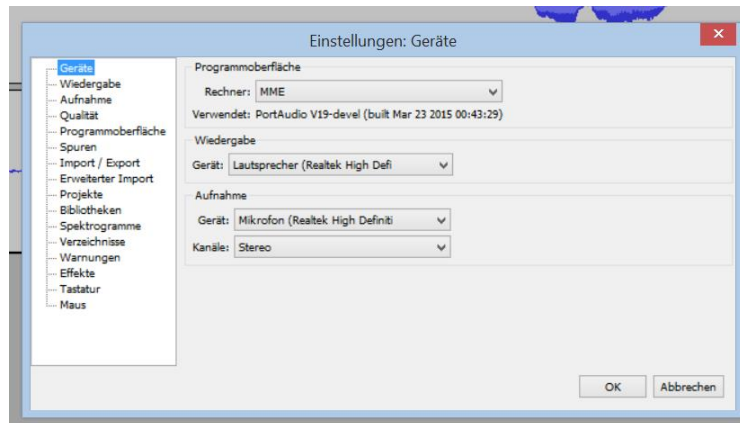 Einstellungen: Geräte
Geräte
Wiedergabe
Aufnahme
Qualität
Programmoberfläche
Spuren
Import / Export
Erweiterter Import
Projekte
Bibliotheken
Spektrogramme
Verzeichnisse
Warnungen
Effekte
Tastatur
Maus
Programmoberfläche
Rechner: MME
Verwendet: PortAudio V19-devel (built Mar 23 2015 00:43:29)
Wiedergabe
Gerät: Lautsprecher (Realtek High Defi
Aufnahme
Gerät: Mikrofon (Realtek High Definiti
Kanäle: Stereo
OK Abbrechen